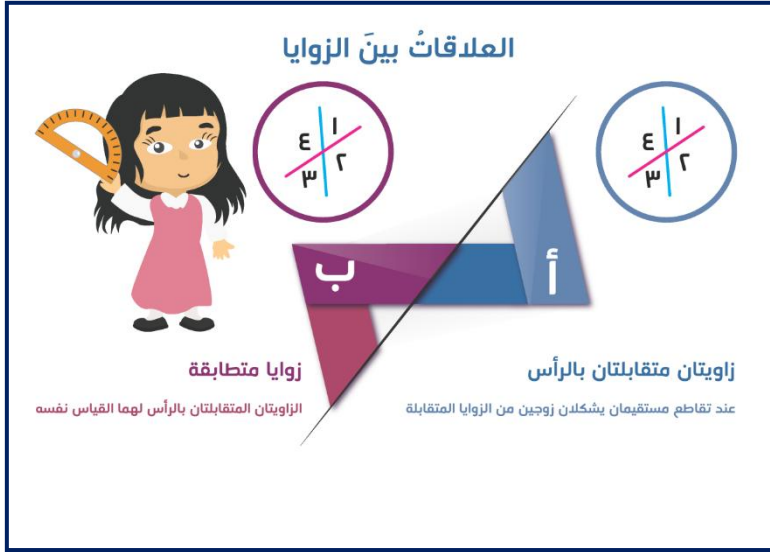 العلاقاتُ بينَ الزوايا
١
٢
٣
٤
١
٢
٣
٤
أ
ب
زاويتان متقابلتان بالرأس
عند تقاطع مستقيمان يشكلان زوجين من الزوايا المتقابلة
زوايا متطابقة
الزاويتان المتقابلتان بالرأس لهما القياس نفسه